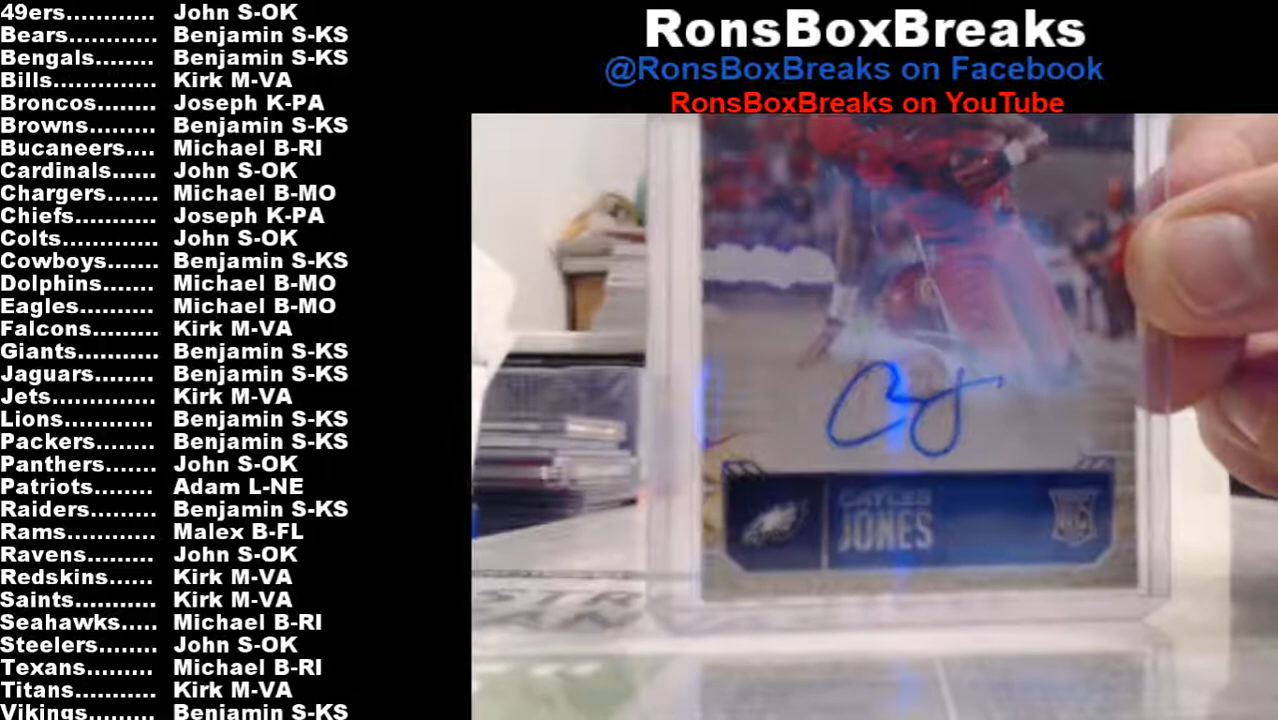 49ers............ John S-OK
Bears............ Benjamin S-KS
Bengals........ Benjamin S-KS
Bills............. Kirk M-VA
Broncos........ Joseph K-PA
Browns......... Benjamin S-KS
Bucaneers.... Michael B-RI
Cardinals...... John S-OK
Chargers....... Michael B-MO
Chiefs........... Joseph K-PA
Colts............. John S-OK
Cowboys....... Benjamin S-KS
Dolphins....... Michael B-MO
Eagles.......... Michael B-MO
Falcons......... Kirk M-VA
Giants........... Benjamin S-KS
Jaguars........ Benjamin S-KS
Jets.............. Kirk M-VA
Lions............ Benjamin S-KS
Packers........ Benjamin S-KS
Panthers....... John S-OK
Patriots........ Adam L-NE
Raiders......... Benjamin S-KS
Rams............ Malex B-FL
Ravens.......... John S-OK
Redskins...... Kirk M-VA
Saints........... Kirk M-VA
Seahawks..... Michael B-RI
Steelers........ John S-OK
Texans......... Michael B-RI
Titans........... Kirk M-VA
Vikings......... Benjamin S-KS
RonsBoxBreaks
@RonsBoxBreaks on Facebook
RonsBoxBreaks on YouTube
CAYLEB
JONES